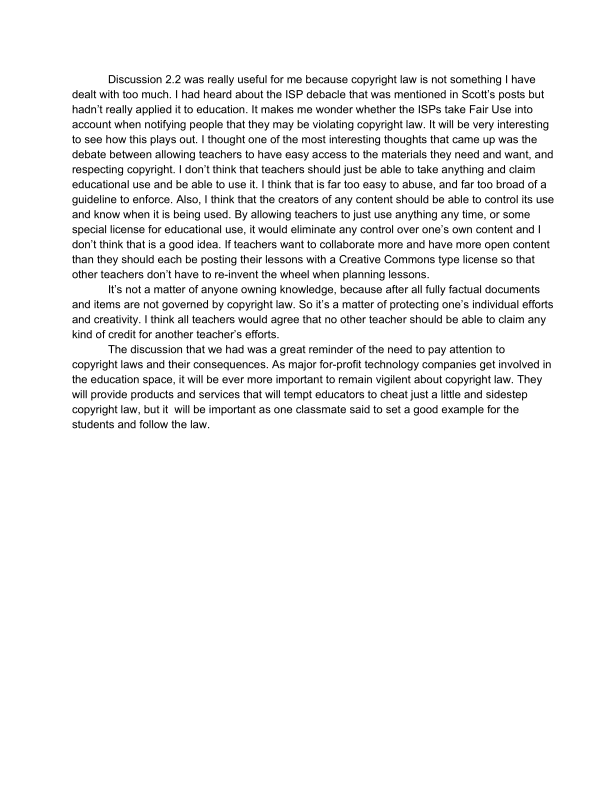 Discussion 2.2 was really useful for me because copyright law is not something I have
dealt with too much. I had heard about the ISP debacle that was mentioned in Scott's posts but
hadn't really applied it to education. It makes me wonder whether the ISPs take Fair Use into
account when notifying people that they may be violating copyright law. It will be very interesting
to see how this plays out. I thought one of the most interesting thoughts that came up was the
debate between allowing teachers to have easy access to the materials they need and want, and
respecting copyright. I don't think that teachers should just be able to take anything and claim
educational use and be able to use it. I think that is far too easy to abuse, and far too broad of a
guideline to enforce. Also, I think that the creators of any content should be able to control its use
and know when it is being used. By allowing teachers to just use anything any time, or some
special license for educational use, it would eliminate any control over one's own content and I
don't think that is a good idea. If teachers want to collaborate more and have more open content
than they should each be posting their lessons with a Creative Commons type license so that
other teachers don't have to re-invent the wheel when planning lessons.
It's not a matter of anyone owning knowledge, because after all fully factual documents
and items are not governed by copyright law. So it's a matter of protecting one's individual efforts
and creativity. I think all teachers would agree that no other teacher should be able to claim any
kind of credit for another teacher's efforts.
The discussion that we had was a great reminder of the need to pay attention to
copyright laws and their consequences. As major for-profit technology companies get involved in
the education space, it will be ever more important to remain vigilent about copyright law. They
will provide products and services that will tempt educators to cheat just a little and sidestep
copyright law, but it  will be important as one classmate said to set a good example for the
students and follow the law.